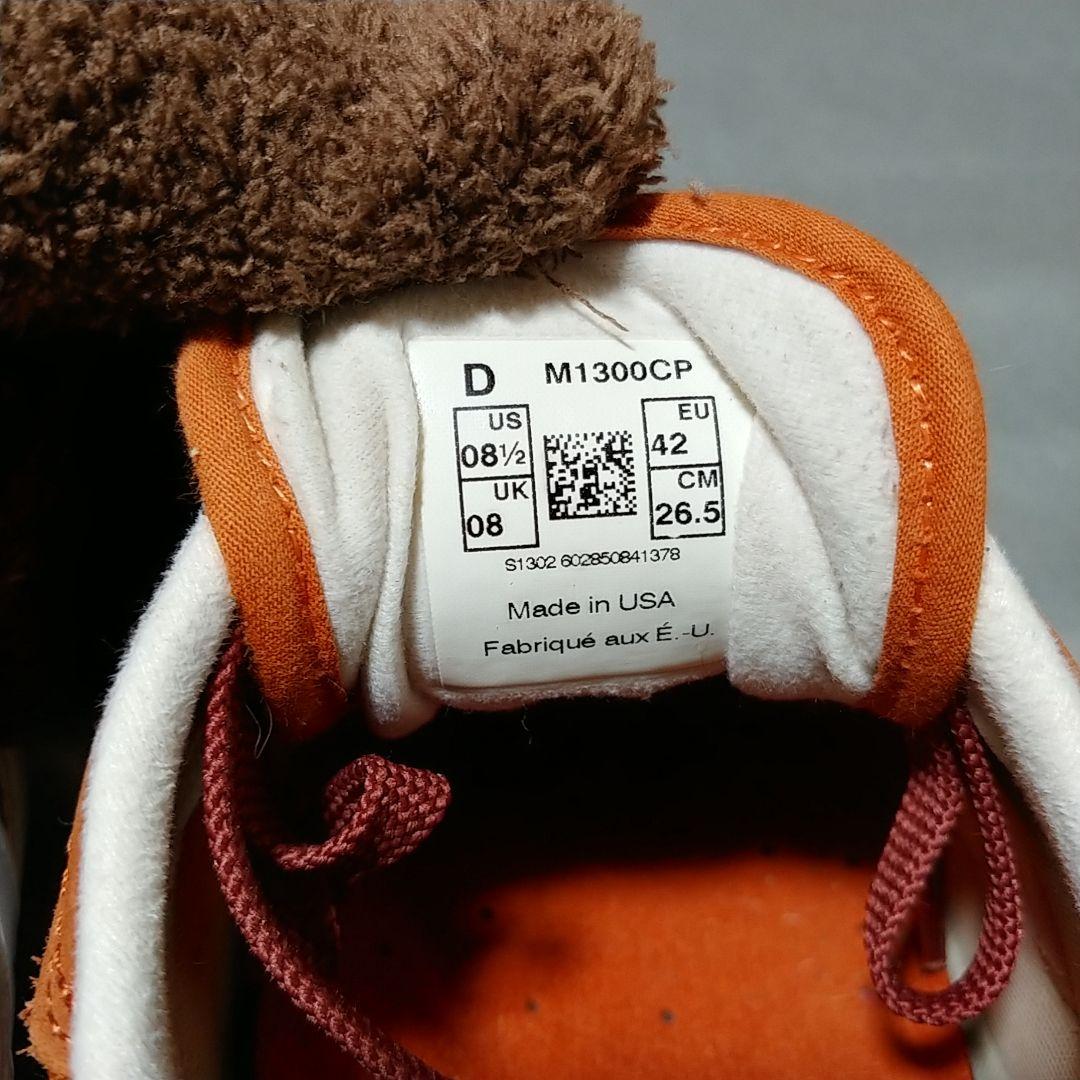 D M1300CP
US
08½
UK
08
EU
42
CM
26.5
S1302 602850841378
Made in USA
Fabriqué aux É.-U.